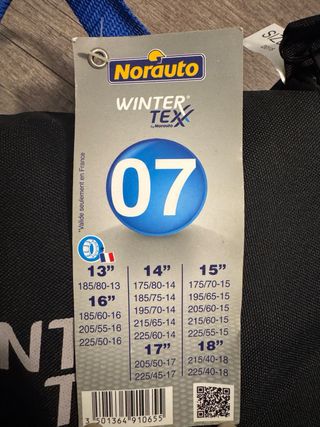 Norauto
WINTER®
TEXX
by Norauto
07
*Valide seulement en France
13"
185/80-13
16"
185/60-16
205/55-16
225/50-16
14"
175/80-14
185/75-14
195/70-14
215/65-14
225/60-14
17"
205/50-17
225/45-17
15"
175/70-15
195/65-15
205/60-15
215/60-15
225/55-15
18"
215/40-18
225/40-18
3 501364 910655
SIZ
NT
T